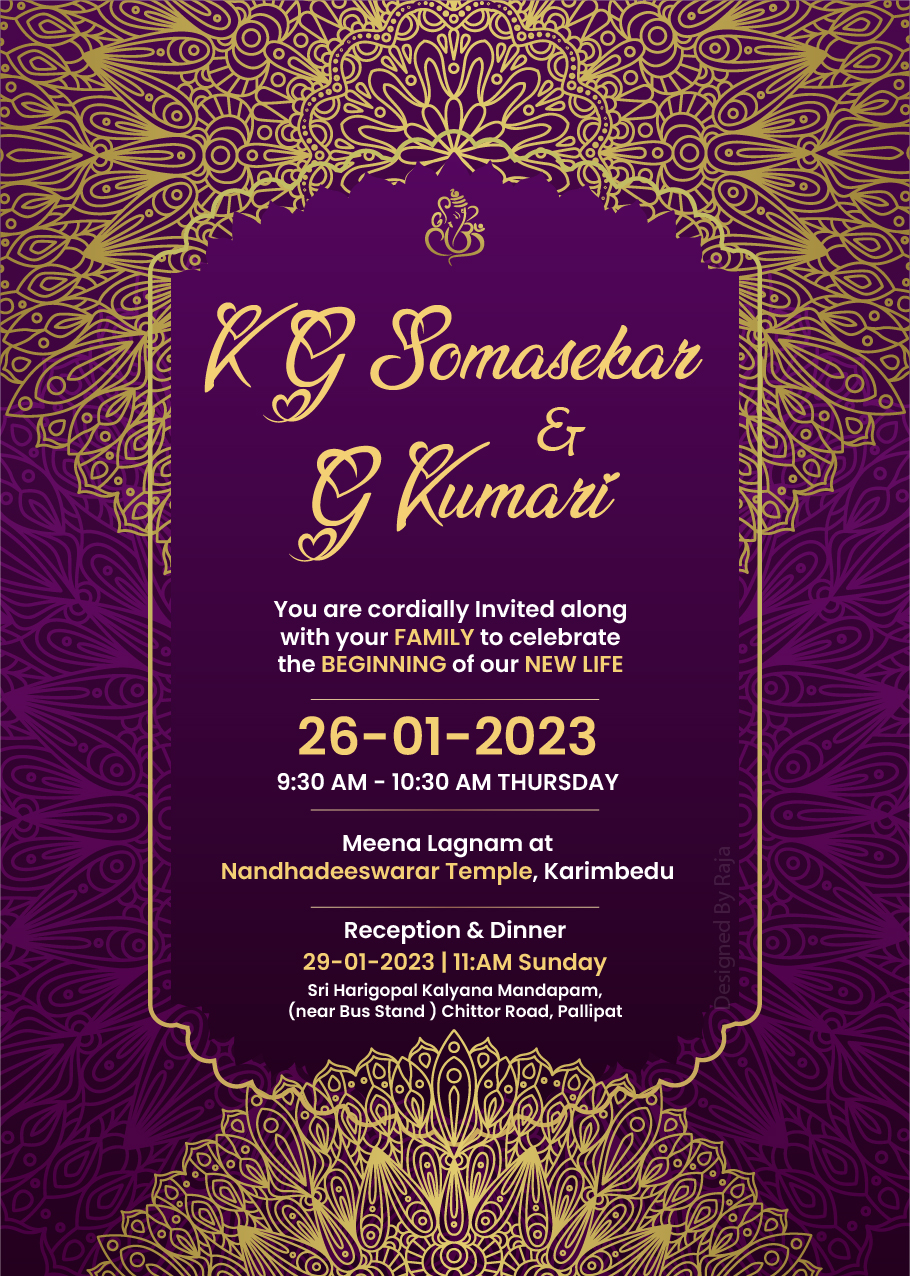 K G Somasekar
&
G Kumari
You are cordially Invited along
with your FAMILY to celebrate
the BEGINNING of our NEW LIFE
26-01-2023
9:30 AM - 10:30 AM THURSDAY
Meena Lagnam at
Nandhadeeswarar Temple, Karimbedu
Reception & Dinner
29-01-2023 | 11:AM Sunday
Sri Harigopal Kalyana Mandapam,
(near Bus Stand ) Chittor Road, Pallipat
Designed By Raja